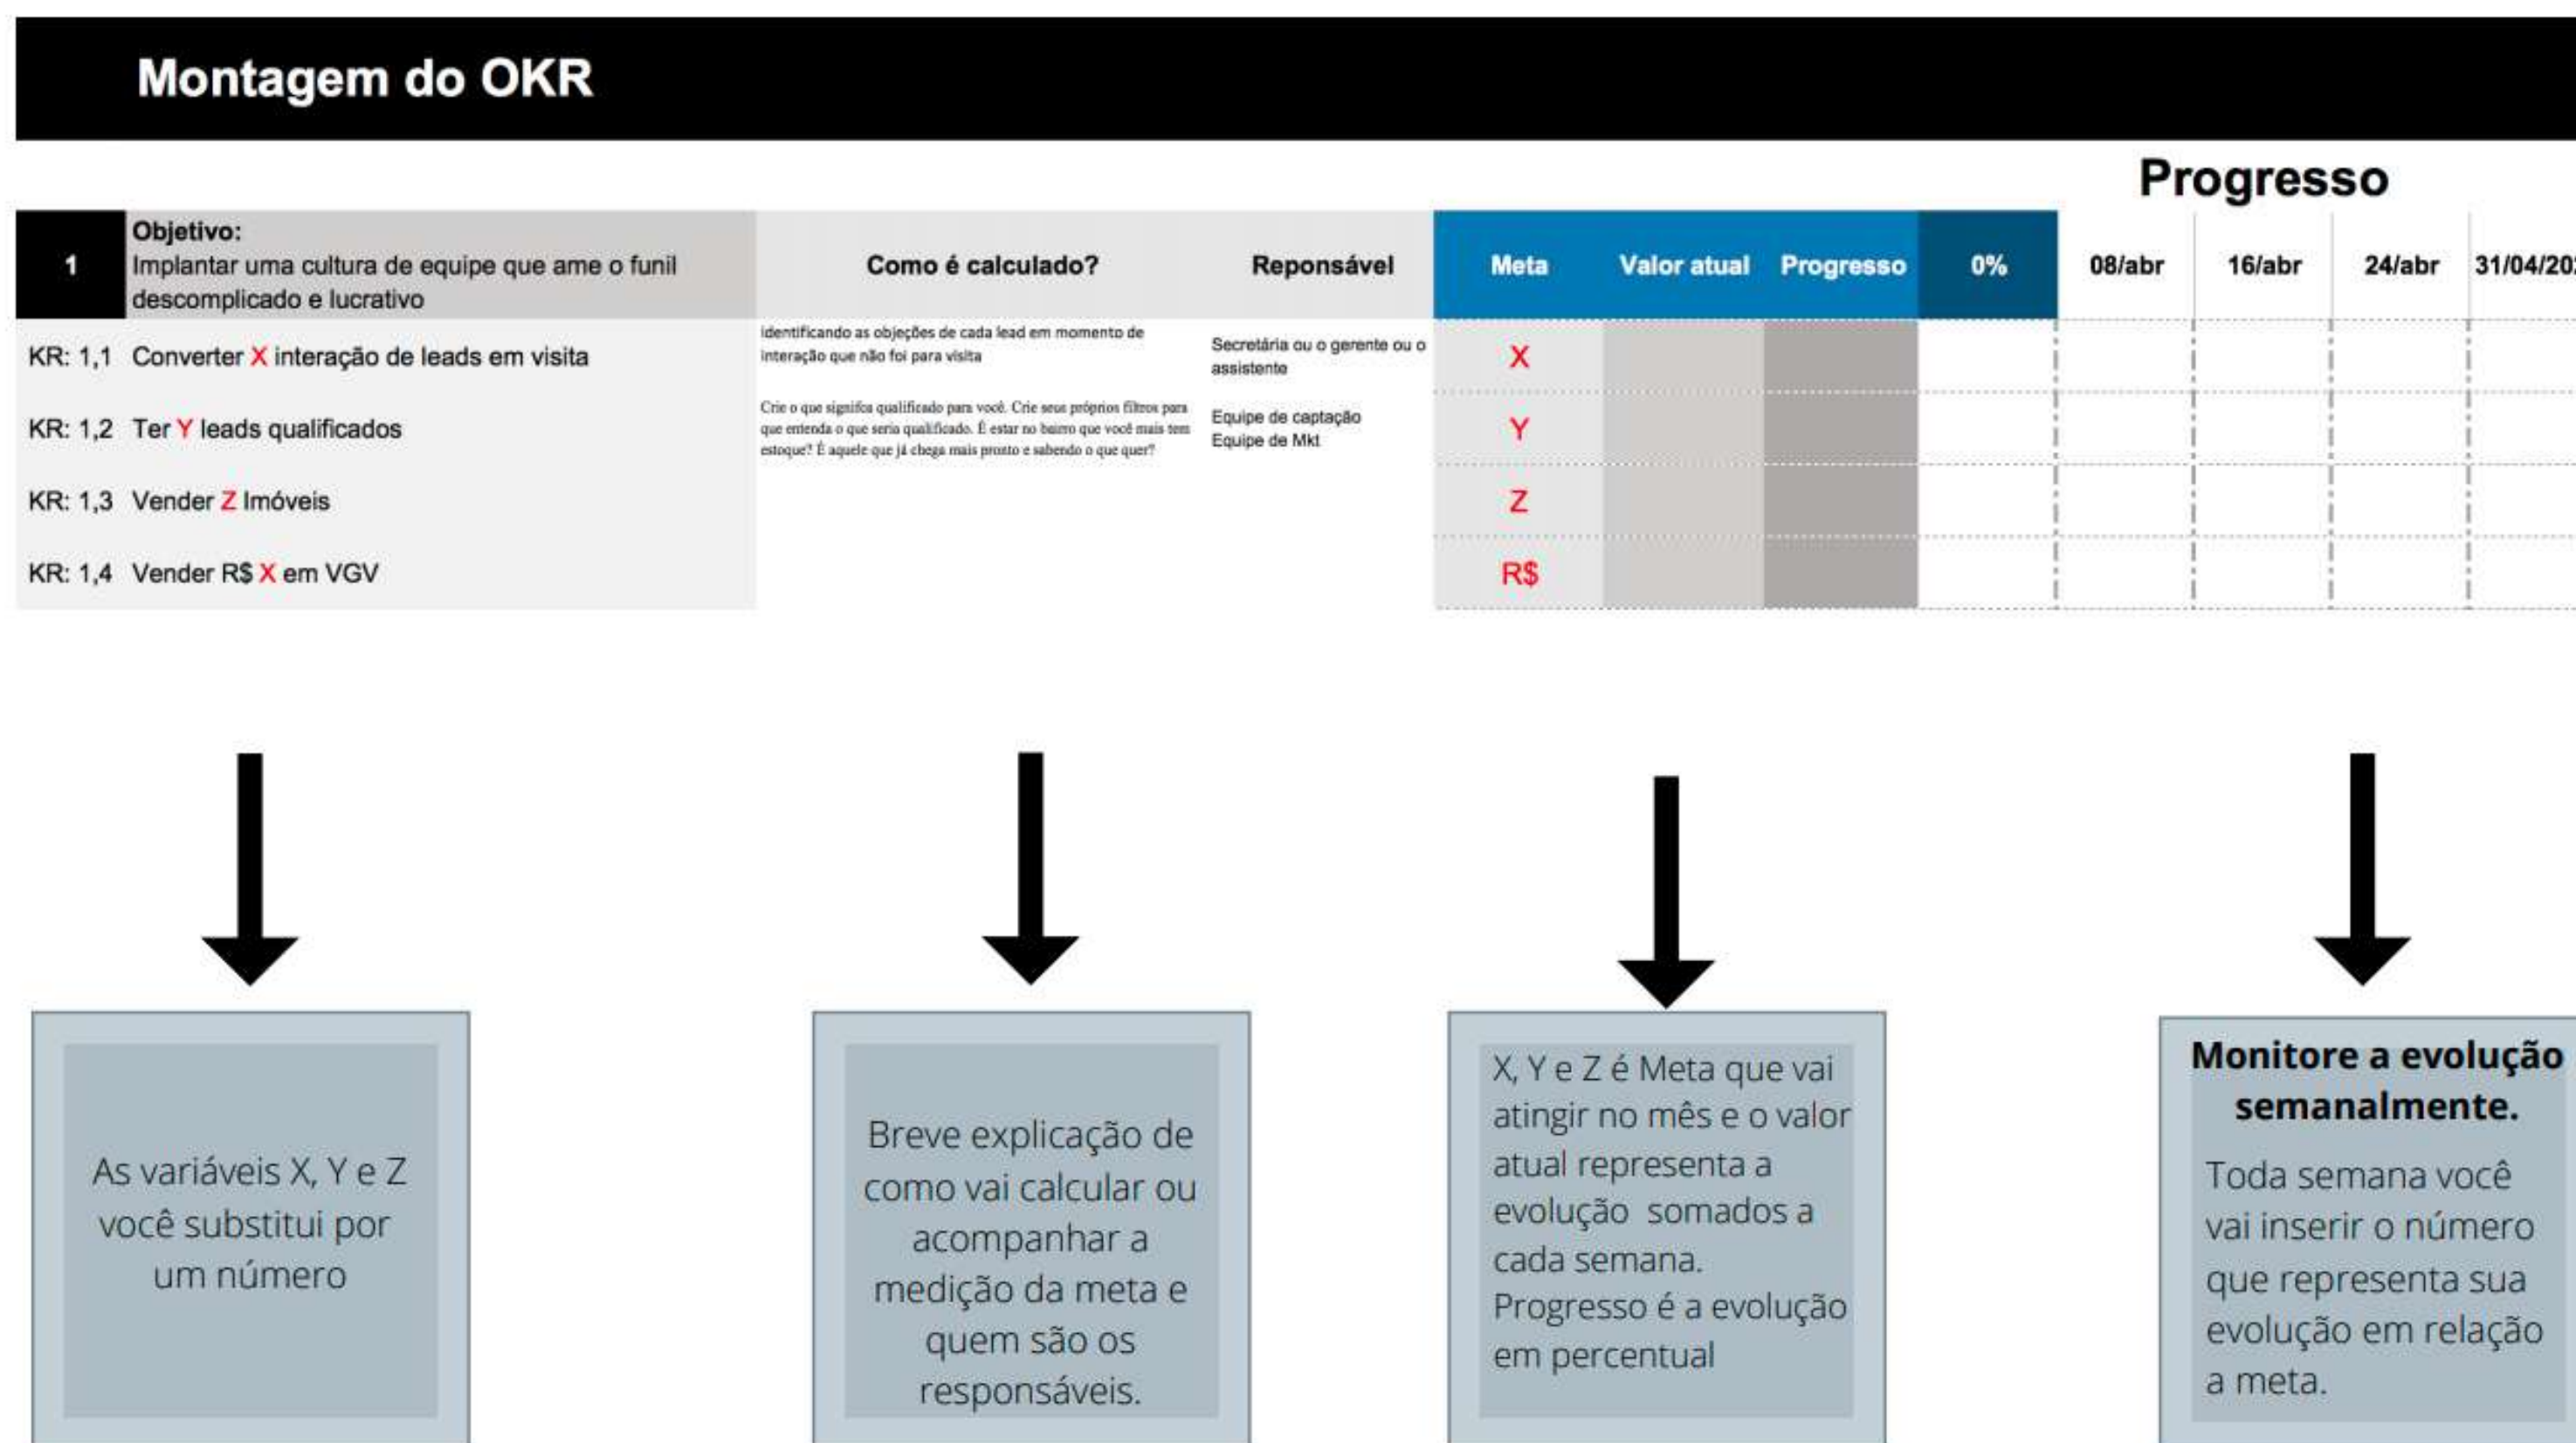 Montagem do OKR
Progresso
1
Objetivo:
Implantar uma cultura de equipe que ame o funil
descomplicado e lucrativo
Como é calculado?
Reponsável
Meta
Valor atual
Progresso
0%
08/abr
16/abr
24/abr
KR: 1,1 Converter X interação de leads em visita
identificando as objeções de cada lead em momento de
interação que não foi para visita
Secretária ou o gerente ou o
assistente
X
KR: 1,2 Ter Y leads qualificados
Crie o que signifoa qualificado para você. Crie seus próprios filtros para
que entenda o que seria qualificado. É estar no bairro que você mais tem
estoque? É aquele que já chega mais pronto e sabendo o que quer?
Equipe de captação
Equipe de Mkt
Y
KR: 1,3 Vender Z Imóveis
Z
KR: 1,4 Vender R$ X em VGV
R$
As variáveis X, Y e Z
você substitui por
um número
Breve explicação de
como vai calcular ou
acompanhar a
medição da meta e
quem são os
responsáveis.
X, Y e Z é Meta que vai
atingir no mês e o valor
atual representa a
evolução somados a
cada semana.
Progresso é a evolução
em percentual
Monitore a evolução
semanalmente.
Toda semana você
vai inserir o número
que representa sua
evolução em relação
a meta.